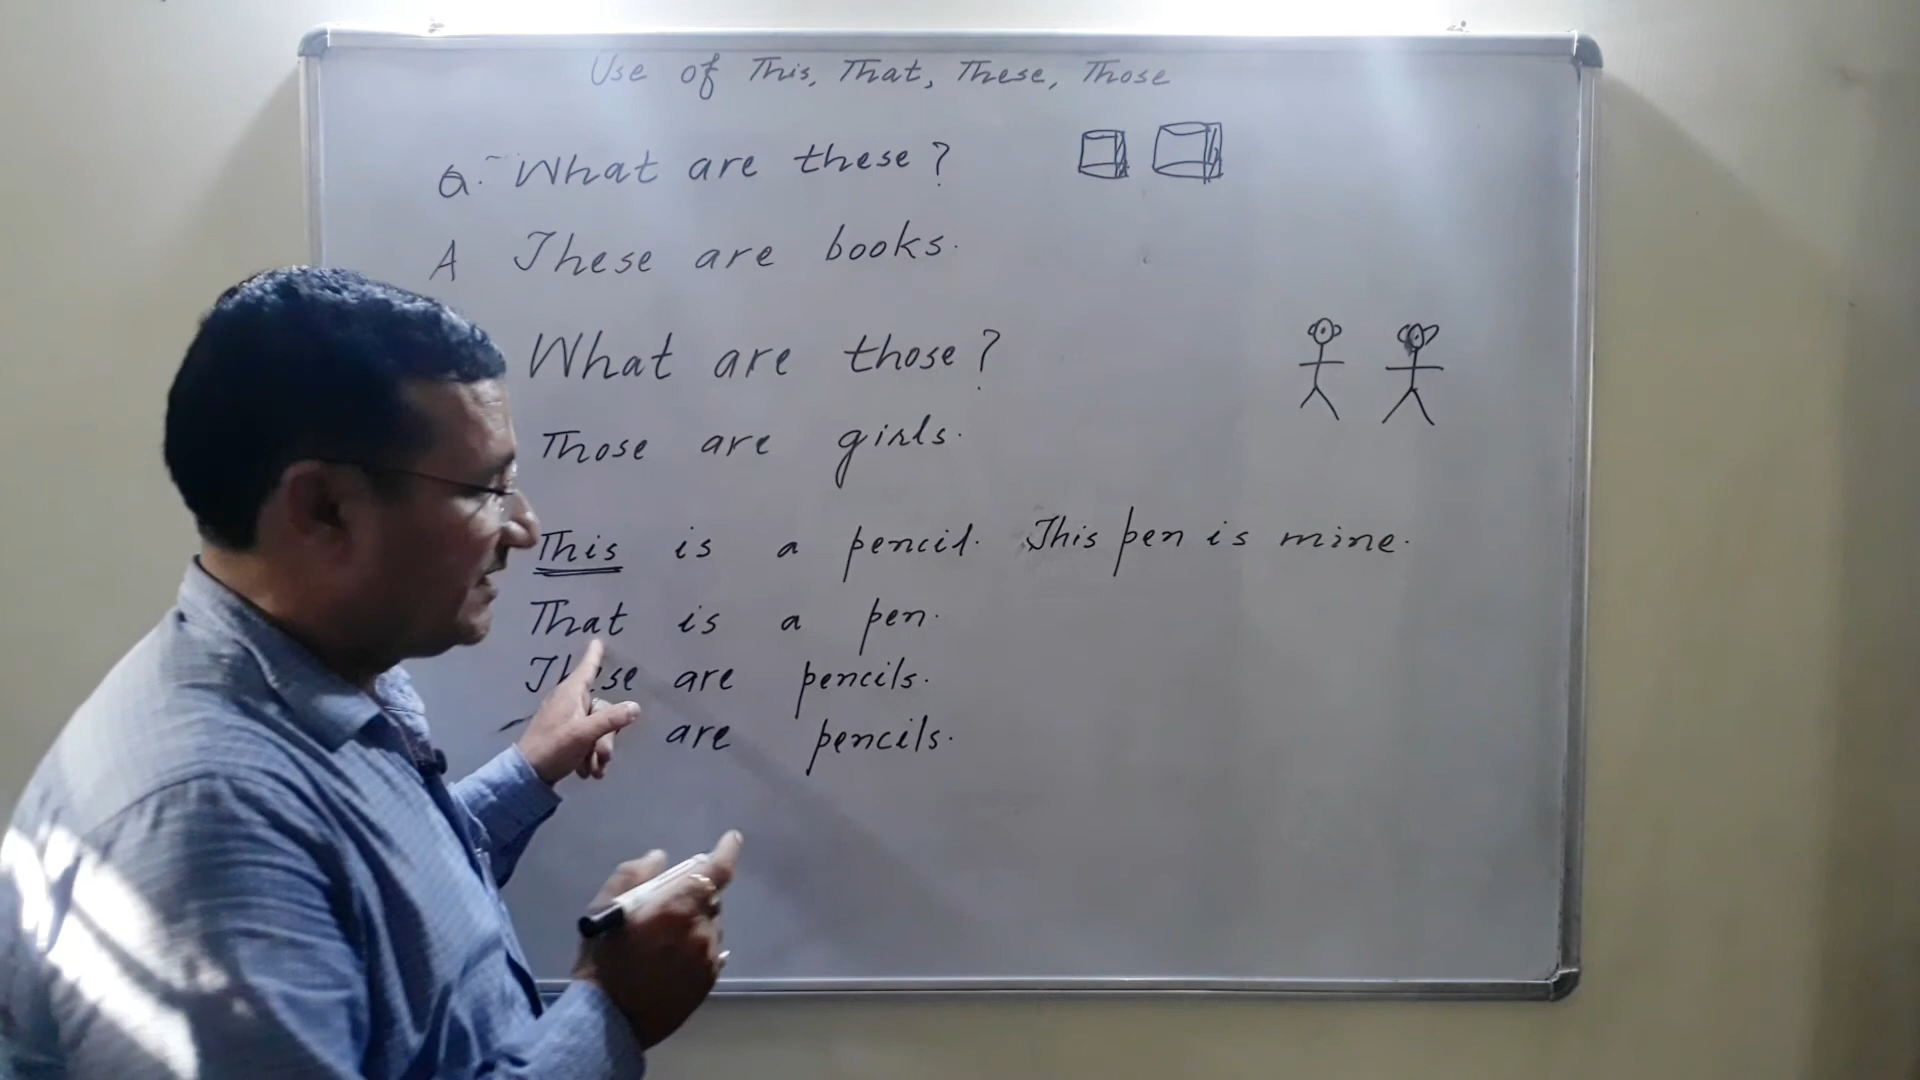 Use of This, That, These, Those
Q. What are these?
A These are books.
What are those?
Those are girls.
This is a pencil. This pen is mine.
That is a pen.
These are pencils.
are pencils.